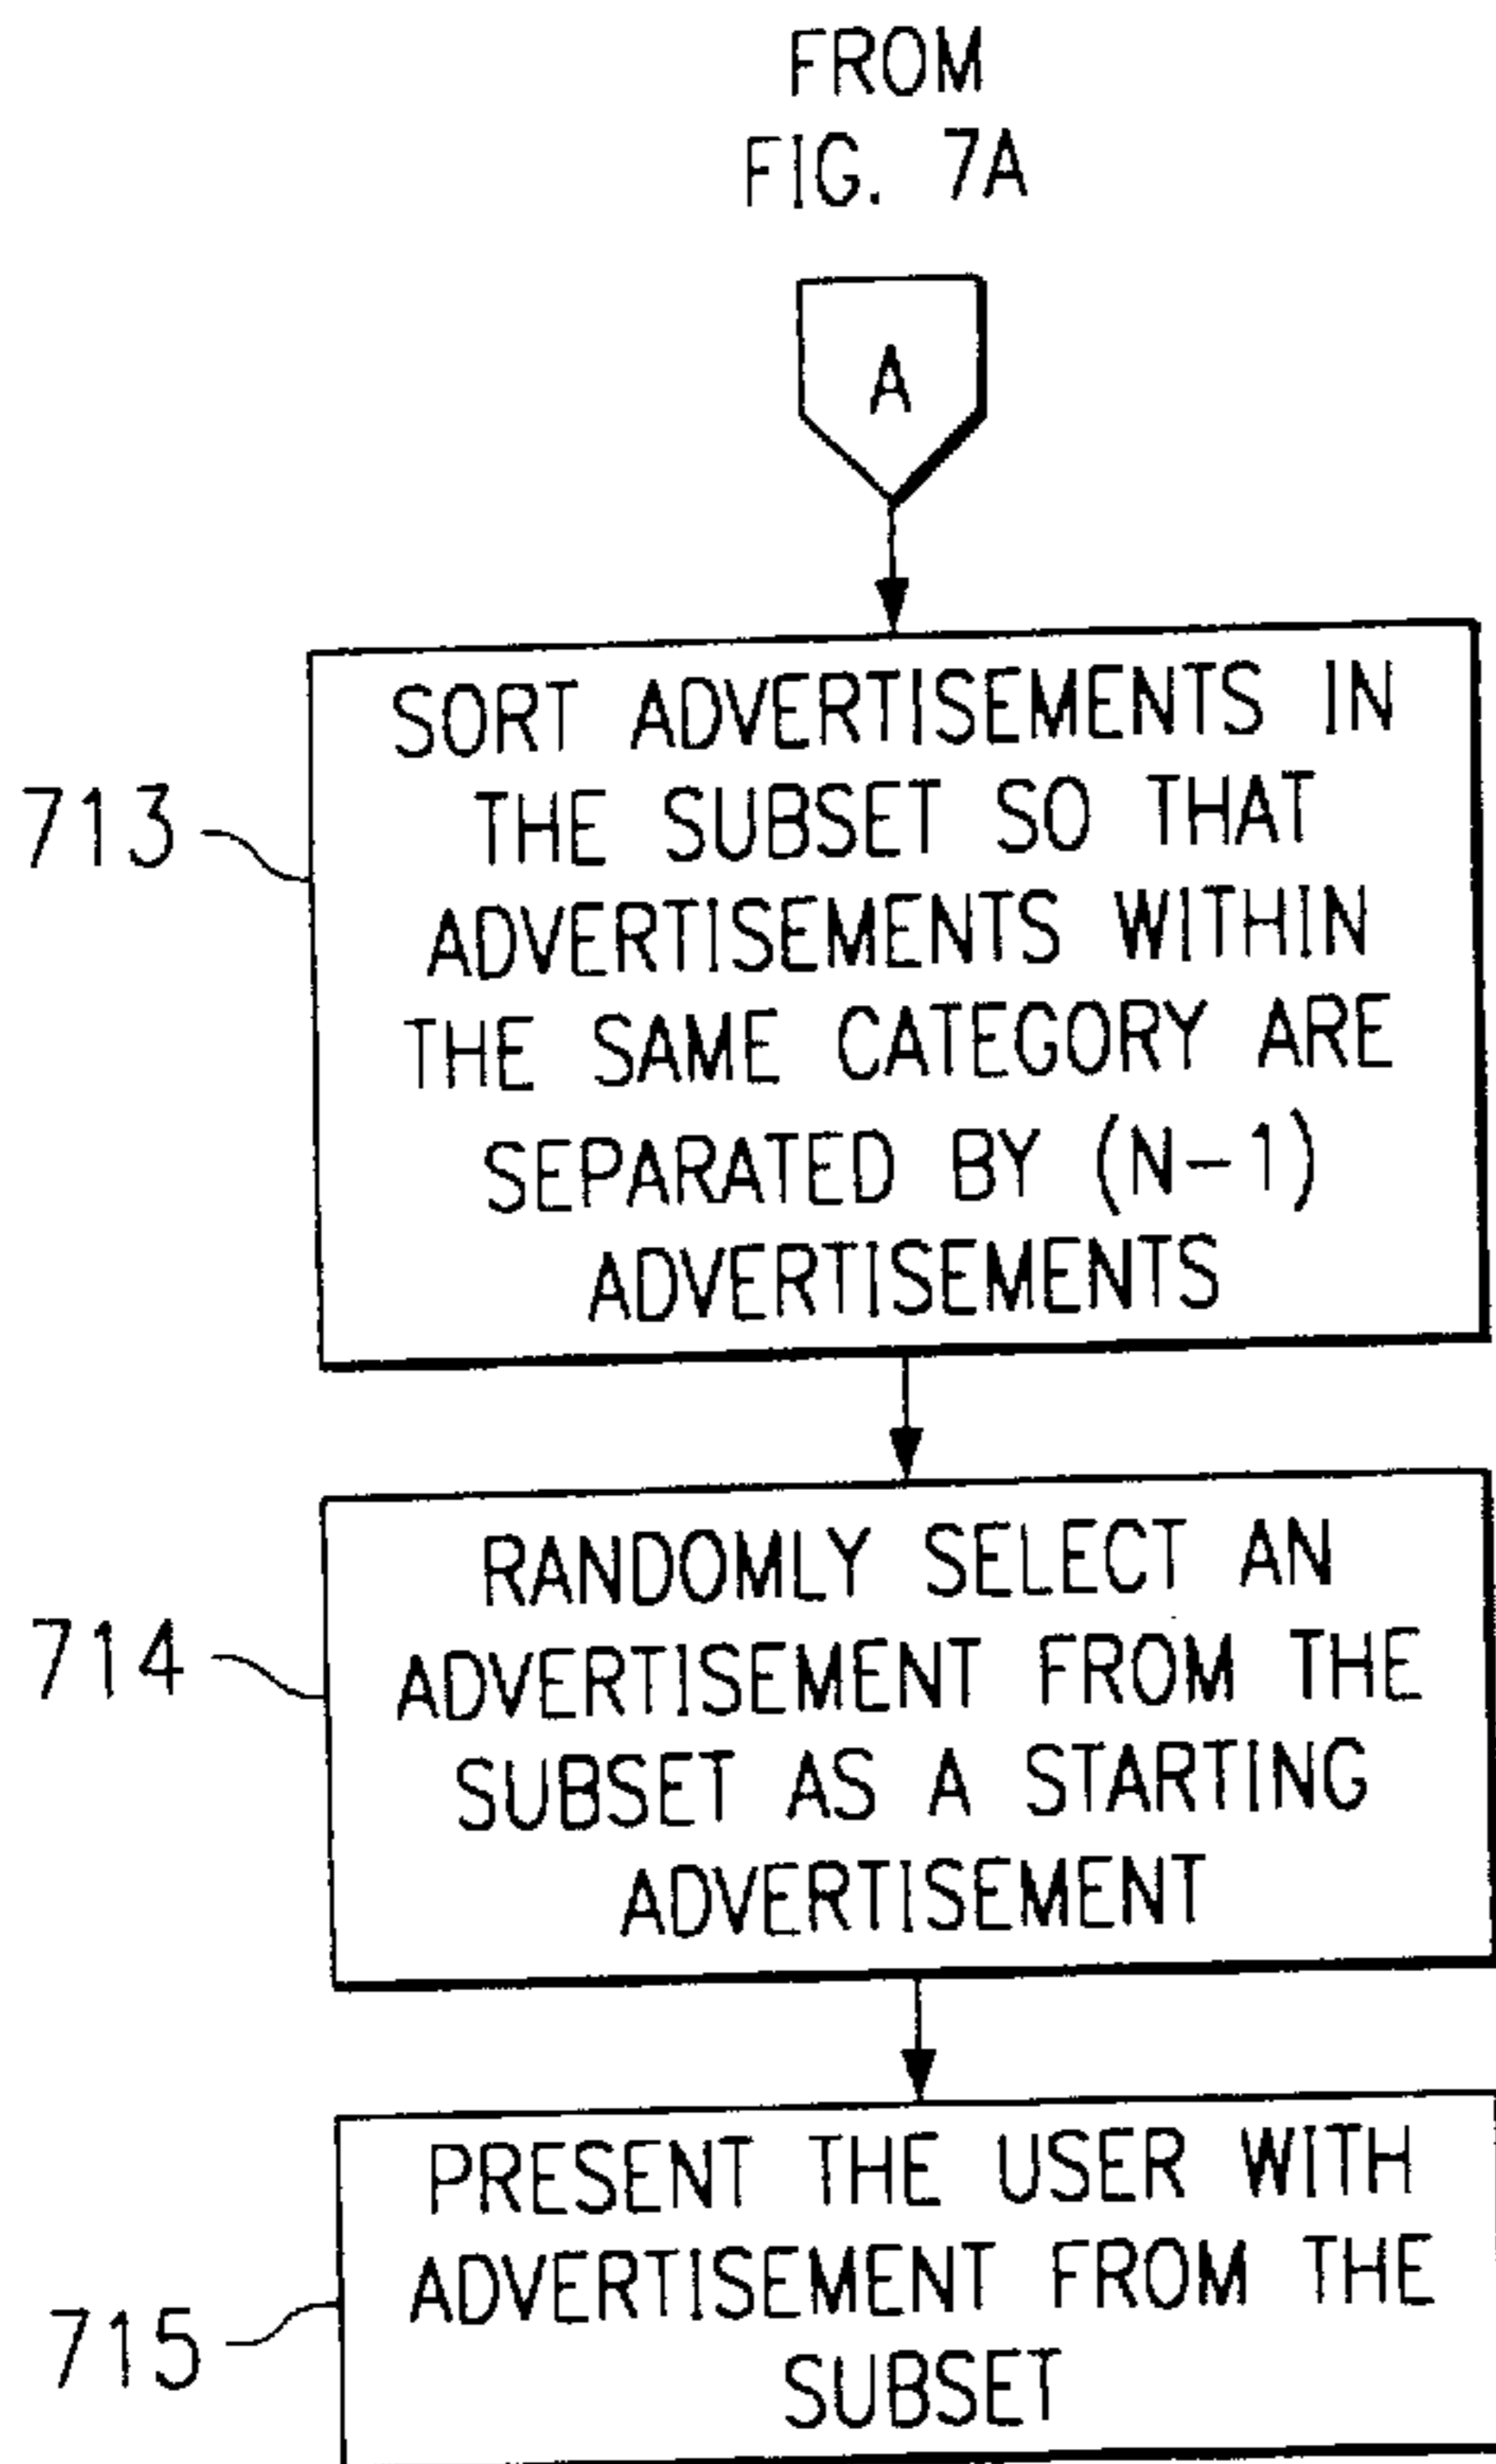 FROM
FIG. 7A
A
SORT ADVERTISEMENTS IN
THE SUBSET SO THAT
ADVERTISEMENTS WITHIN
THE SAME CATEGORY ARE
SEPARATED BY (N-1)
ADVERTISEMENTS
713
RANDOMLY SELECT AN
ADVERTISEMENT FROM THE
SUBSET AS A STARTING
ADVERTISEMENT
714
PRESENT THE USER WITH
ADVERTISEMENT FROM THE
SUBSET
715